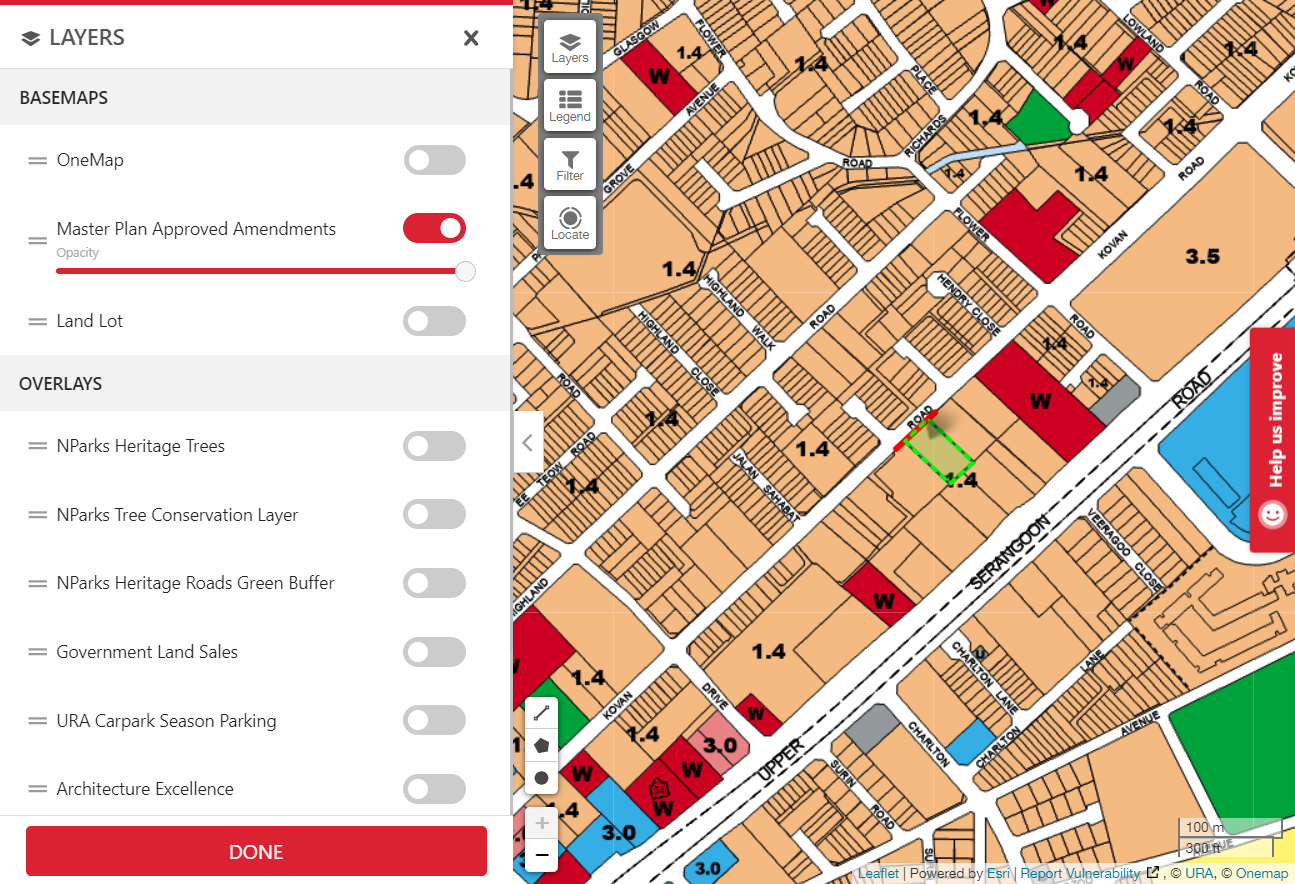 LAYERS
BASEMAPS
OneMap
Master Plan Approved Amendments
Opacity
Land Lot
OVERLAYS
NParks Heritage Trees
NParks Tree Conservation Layer
NParks Heritage Roads Green Buffer
Government Land Sales
URA Carpark Season Parking
Architecture Excellence
DONE
Layers
Legend
Filter
Locate
GLASGOW
FLOWER
1.4
W
1.4
AVENUE
PLACE
1.4
W
LOWLAND
1.4
ROAD
1.4
1.4
RICHARDS
ROAD
GROVE
1.4
1.4
ROAD
FLOWER
KOVAN
3.5
1.4
HIGHLAND
WALK
ROAD
HENDRY CLOSE
HIGHLAND
CLOSE
ROAD
1.4
1.4
W
ROAD
ROAD
ROAD
1.4
1.4
ROAD
TEOW
1.4
JALAN
SAHABAT
1.4
VEERAGOO
CLOSE
SERANGOON
W
1.4
1.4
KOVAN
DRIVE
W
1.4
3.0
UPPER
W
W
W
3.0
3.0
CHARLTON
LANE
LANE
CHARLTON
CHARLTON
AVENUE
SURIN
ROAD
Help us improve
100 m
300 ft
Leaflet | Powered by Esri | Report Vulnerability , © URA, © Onemap